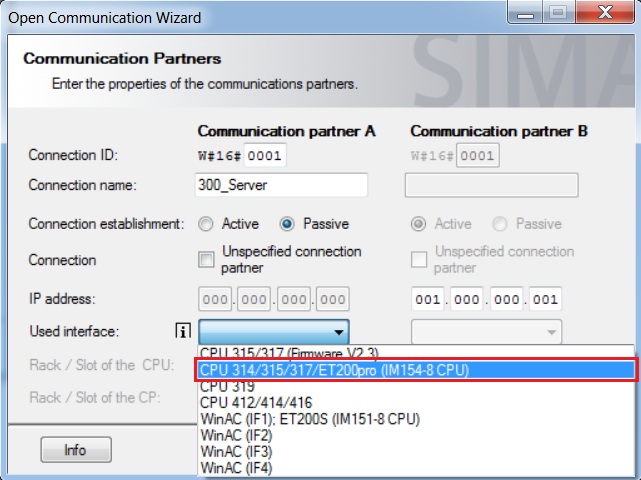 Open Communication Wizard
Communication Partners
Enter the properties of the communications partners.
SIMA
Communication partner A Communication partner B
Connection ID: W#16# 0001 W#16# 0001
Connection name: 300_Server
Connection establishment: Active Passive Active Passive
Connection Unspecified connection partner Unspecified connection partner
IP address: 000 . 000 . 000 . 000 001 . 000 . 000 . 001
Used interface: i
CPU 315/317 (Firmware V2.3)
Rack / Slot of the CPU: CPU 314/315/317/ET200pro (IM154-8 CPU)
CPU 319
Rack / Slot of the CP: CPU 412/414/416
WinAC (IF1); ET200S (IM151-8 CPU)
WinAC (IF2)
Info WinAC (IF3)
WinAC (IF4)